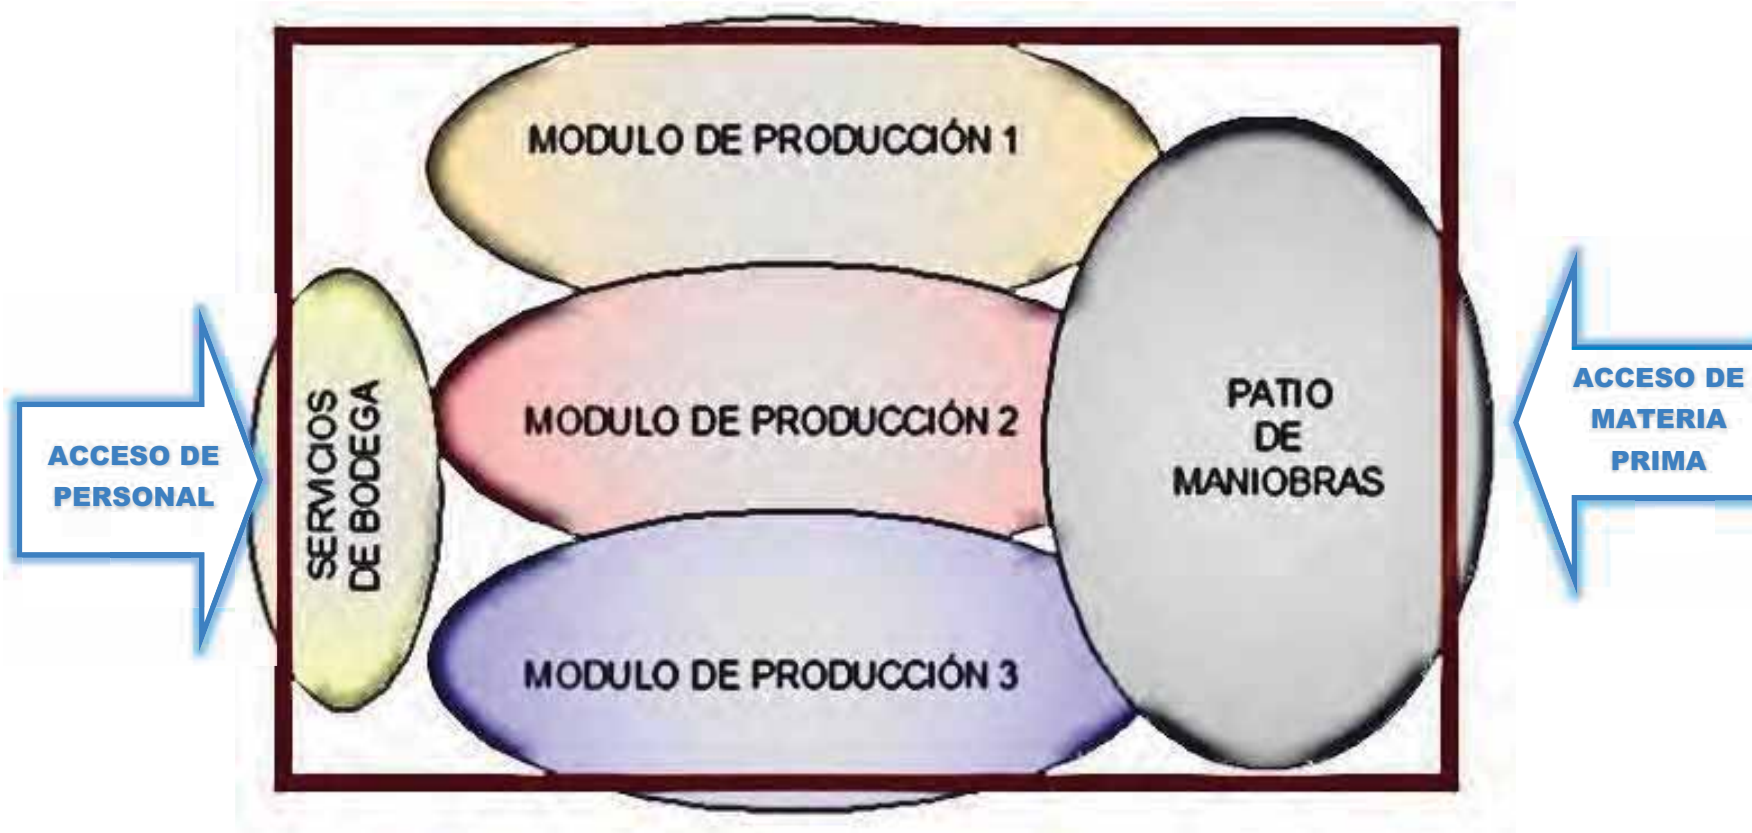 MODULO DE PRODUCCIÓN 1
ACCESO DE
PERSONAL
SERVICIOS
DE BODEGA
MODULO DE PRODUCCIÓN 2
PATIO
DE
MANIOBRAS
ACCESO DE
MATERIA
PRIMA
MODULO DE PRODUCCIÓN 3